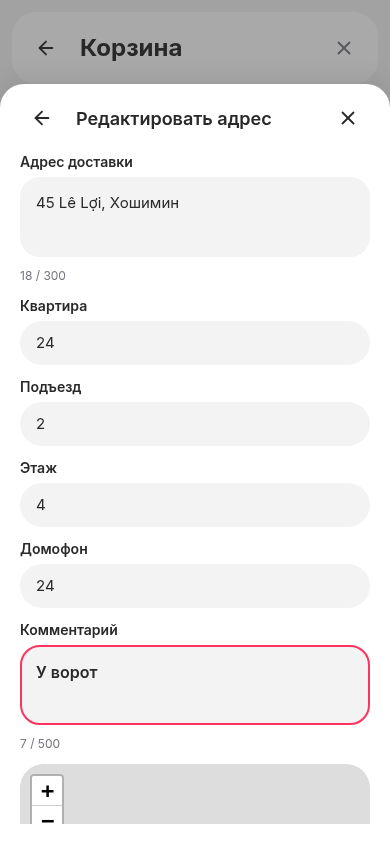 Корзина
Редактировать адрес
Адрес доставки
45 Lê Lợi, Хошимин
18 / 300
Квартира
24
Подъезд
2
Этаж
4
Домофон
24
Комментарий
У ворот
7 / 500
+
−